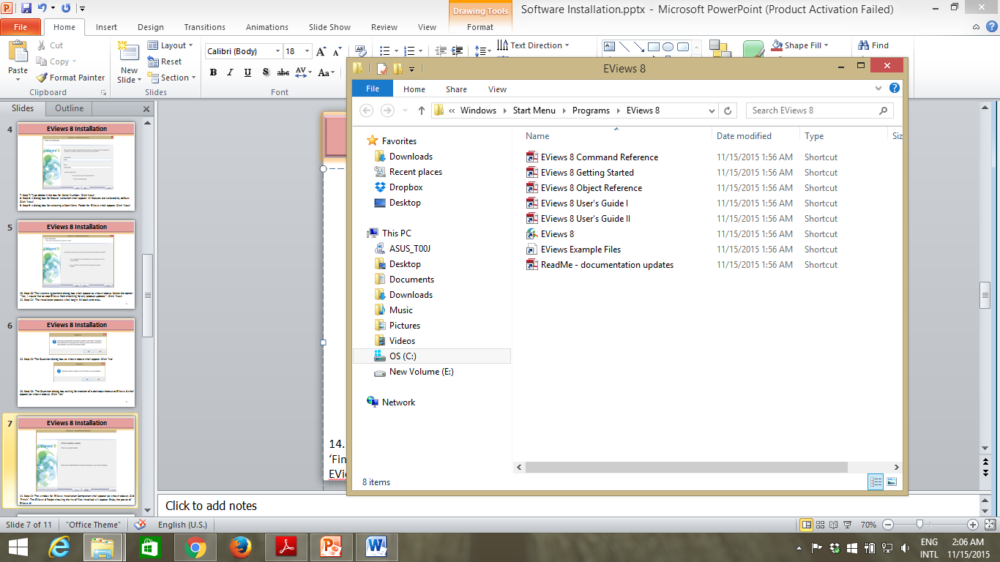 Software Installation.pptx - Microsoft PowerPoint (Product Activation Failed)
Drawing Tools
File Home Insert Design Transitions Animations Slide Show Review View Format
Paste
Cut
Copy
Format Painter
Clipboard
New Slide
Layout
Reset
Section
Slides
Calibri (Body) 18
B I U S abc AV Aa
Font
Text Direction
Shape Fill
Find
Slides Outline
4
EViews 8 Installation
5
EViews 8 Installation
6
EViews 8 Installation
7
EViews 8 Installation
14.
‘Fin
EVie
EViews 8
File Home Share View
« Windows Start Menu Programs EViews 8
Search EViews 8
Favorites
Downloads
Recent places
Dropbox
Desktop
This PC
ASUS_T00J
Desktop
Documents
Downloads
Music
Pictures
Videos
OS (C:)
New Volume (E:)
Network
Name Date modified Type Siz
EViews 8 Command Reference 11/15/2015 1:56 AM Shortcut
EViews 8 Getting Started 11/15/2015 1:56 AM Shortcut
EViews 8 Object Reference 11/15/2015 1:56 AM Shortcut
EViews 8 User's Guide I 11/15/2015 1:56 AM Shortcut
EViews 8 User's Guide II 11/15/2015 1:56 AM Shortcut
EViews 8 11/15/2015 1:56 AM Shortcut
EViews Example Files 11/15/2015 1:56 AM Shortcut
ReadMe - documentation updates 11/15/2015 1:56 AM Shortcut
8 items
Click to add notes
Slide 7 of 11 "Office Theme" English (U.S.) 70%
ENG
INTL
2:06 AM
11/15/2015